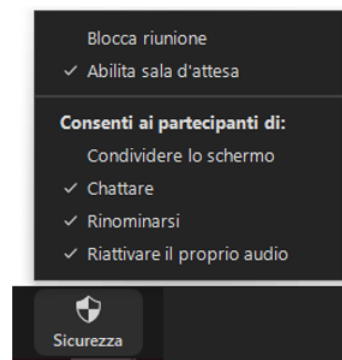 Blocca riunione
✓ Abilita sala d'attesa
Consenti ai partecipanti di:
Condividere lo schermo
✓ Chattare
✓ Rinominarsi
✓ Riattivare il proprio audio
Sicurezza